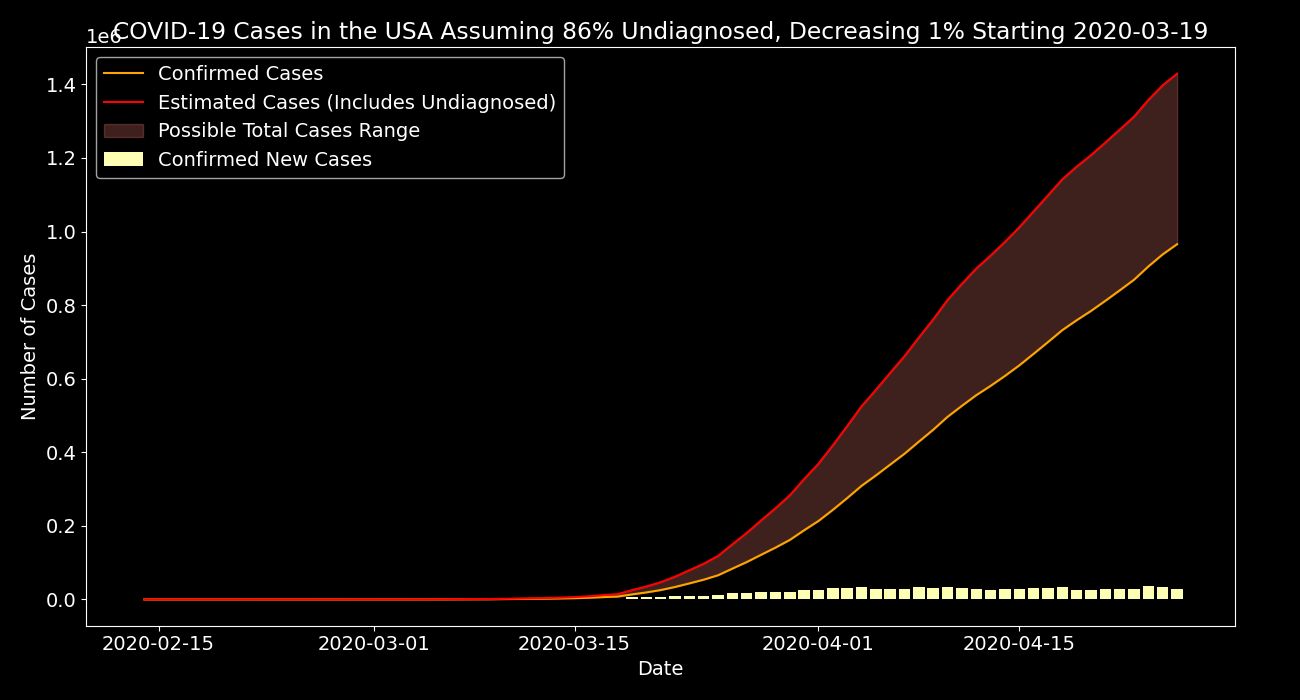 COVID-19 Cases in the USA Assuming 86% Undiagnosed, Decreasing 1% Starting 2020-03-19
1e6
Confirmed Cases
Estimated Cases (Includes Undiagnosed)
Possible Total Cases Range
Confirmed New Cases
Number of Cases
1.4
1.2
1.0
0.8
0.6
0.4
0.2
0.0
2020-02-15 2020-03-01 2020-03-15 2020-04-01 2020-04-15
Date